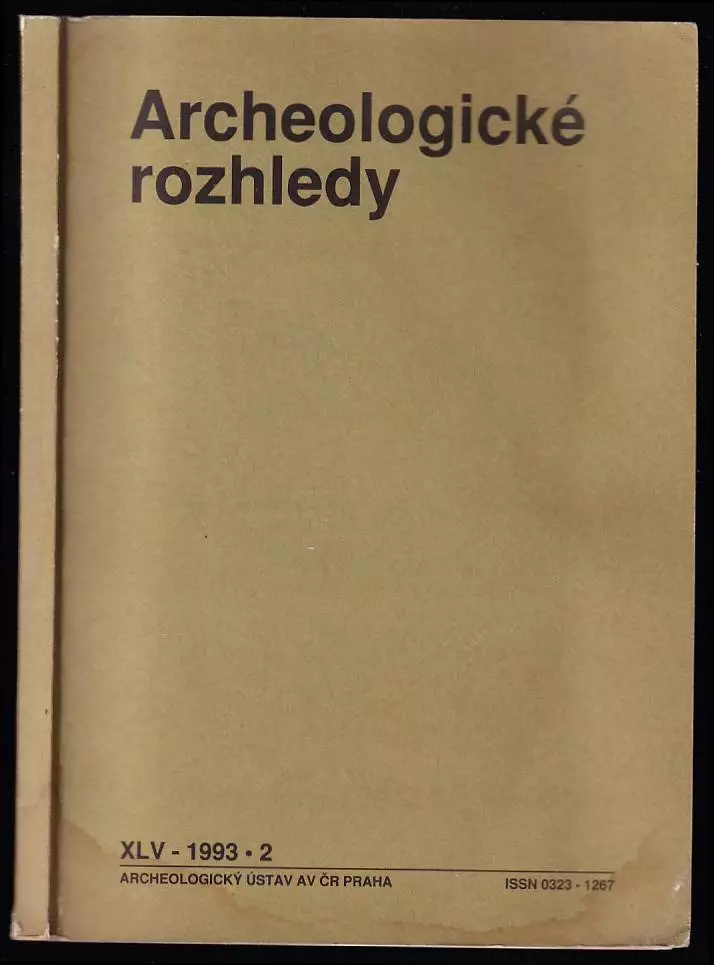 Archeologické
rozhledy
XLV - 1993 • 2
ARCHEOLOGICKÝ ÚSTAV AV ČR PRAHA
ISSN 0323 - 1267